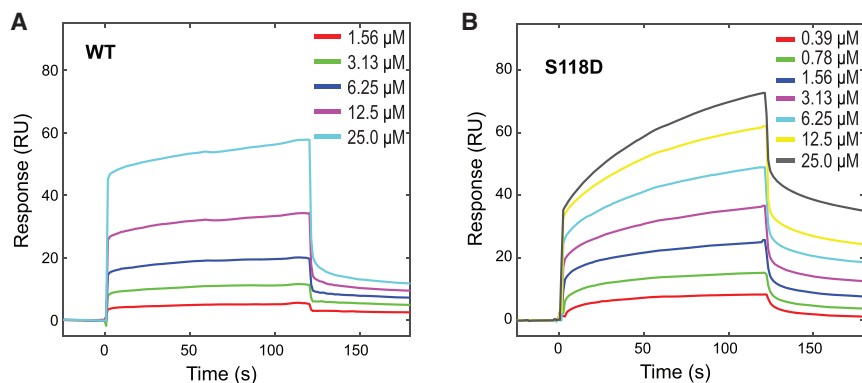 A
WT
1.56 µM
3.13 µM
6.25 µM
12.5 µM
25.0 µM
80
60
40
20
0
Response (RU)
0
50
100
150
Time (s)
B
S118D
0.39 µM
0.78 µM
1.56 µM
3.13 µM
6.25 µM
12.5 µM
25.0 µM
80
60
40
20
0
Response (RU)
0
50
100
150
Time (s)